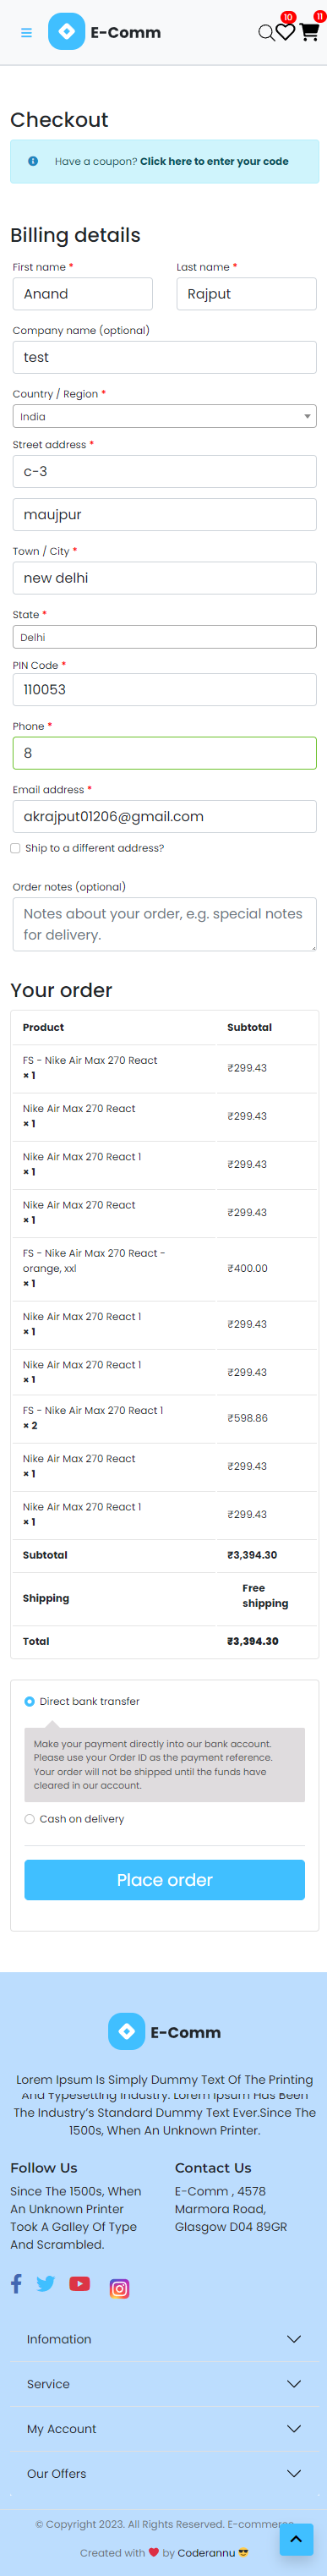 10
11
E-Comm
Checkout
Have a coupon? Click here to enter your code
Billing details
First name *
Last name *
Anand
Rajput
Company name (optional)
test
Country / Region *
India
Street address *
c-3
maujpur
Town / City *
new delhi
State *
Delhi
PIN Code *
110053
Phone *
8
Email address *
akrajput01206@gmail.com
Ship to a different address?
Order notes (optional)
Notes about your order, e.g. special notes
for delivery.
Your order
Product Subtotal
FS - Nike Air Max 270 React
× 1
₹299.43
Nike Air Max 270 React
× 1
₹299.43
Nike Air Max 270 React 1
× 1
₹299.43
Nike Air Max 270 React
× 1
₹299.43
FS - Nike Air Max 270 React -
orange, xxl
× 1
₹400.00
Nike Air Max 270 React 1
× 1
₹299.43
Nike Air Max 270 React 1
× 1
₹299.43
FS - Nike Air Max 270 React 1
× 2
₹598.86
Nike Air Max 270 React
× 1
₹299.43
Nike Air Max 270 React 1
× 1
₹299.43
Subtotal ₹3,394.30
Shipping
Free
shipping
Total ₹3,394.30
Direct bank transfer
Make your payment directly into our bank account.
Please use your Order ID as the payment reference.
Your order will not be shipped until the funds have
cleared in our account.
Cash on delivery
Place order
E-Comm
Lorem Ipsum Is Simply Dummy Text Of The Printing
And Typesetting Industry. Lorem Ipsum Has Been
The Industry's Standard Dummy Text Ever.Since The
1500s, When An Unknown Printer.
Follow Us
Since The 1500s, When
An Unknown Printer
Took A Galley Of Type
And Scrambled.
Contact Us
E-Comm , 4578
Marmora Road,
Glasgow D04 89GR
Infomation
Service
My Account
Our Offers
© Copyright 2023. All Rights Reserved. E-commerce
Created with ❤️ by Coderannu 😎